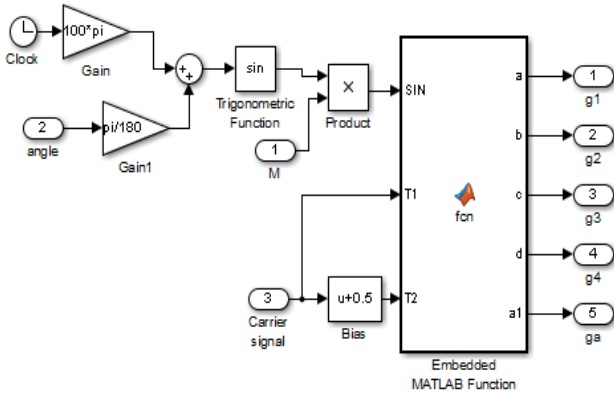 100*pi
Clock
Gain
+
+
sin
Trigonometric
Function
×
Product
2
angle
pi/180
Gain1
1
M
3
Carrier
signal
u+0.5
Bias
SIN
T1
T2
fcn
a
b
c
d
a1
Embedded
MATLAB Function
1
g1
2
g2
3
g3
4
g4
5
ga